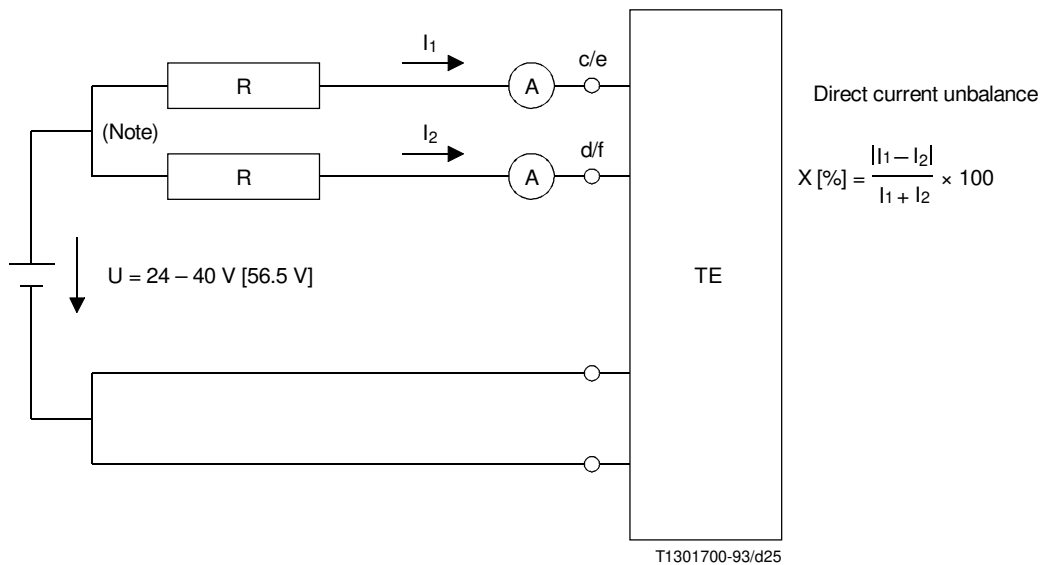 I1
R
A
c/e
(Note)
I2
R
A
d/f
U = 24 – 40 V [56.5 V]
TE
Direct current unbalance
X [%] = |I1 – I2| / I1 + I2 × 100
T1301700-93/d25